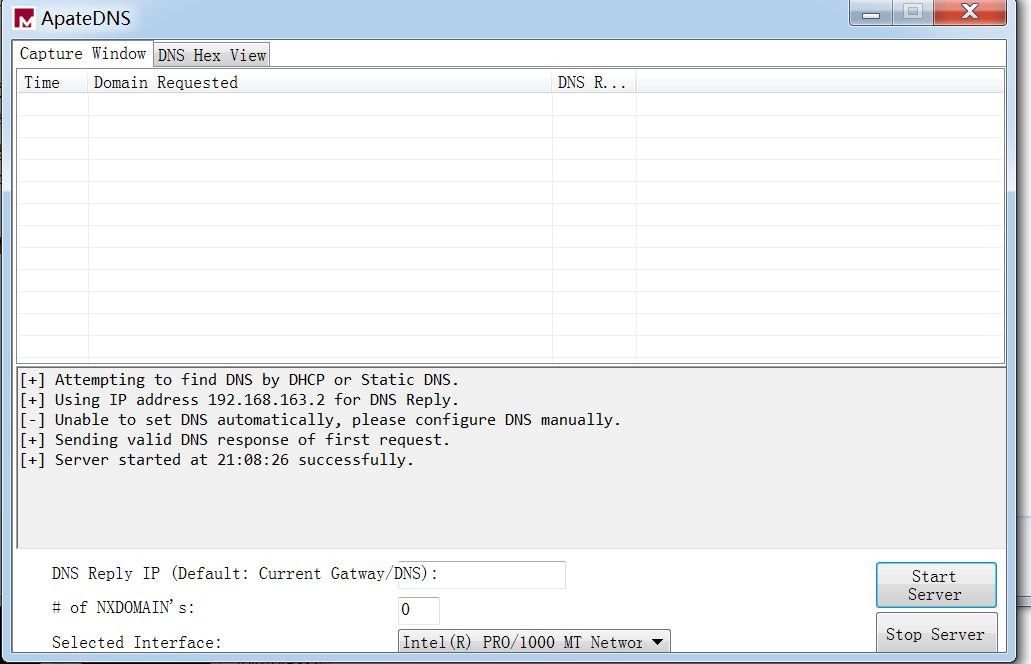 ApateDNS
Capture Window DNS Hex View
Time Domain Requested DNS R...
[+] Attempting to find DNS by DHCP or Static DNS.
[+] Using IP address 192.168.163.2 for DNS Reply.
[-] Unable to set DNS automatically, please configure DNS manually.
[+] Sending valid DNS response of first request.
[+] Server started at 21:08:26 successfully.
DNS Reply IP (Default: Current Gatway/DNS):
Start Server
# of NXDOMAIN's: 0
Selected Interface: Intel(R) PRO/1000 MT Networ
Stop Server